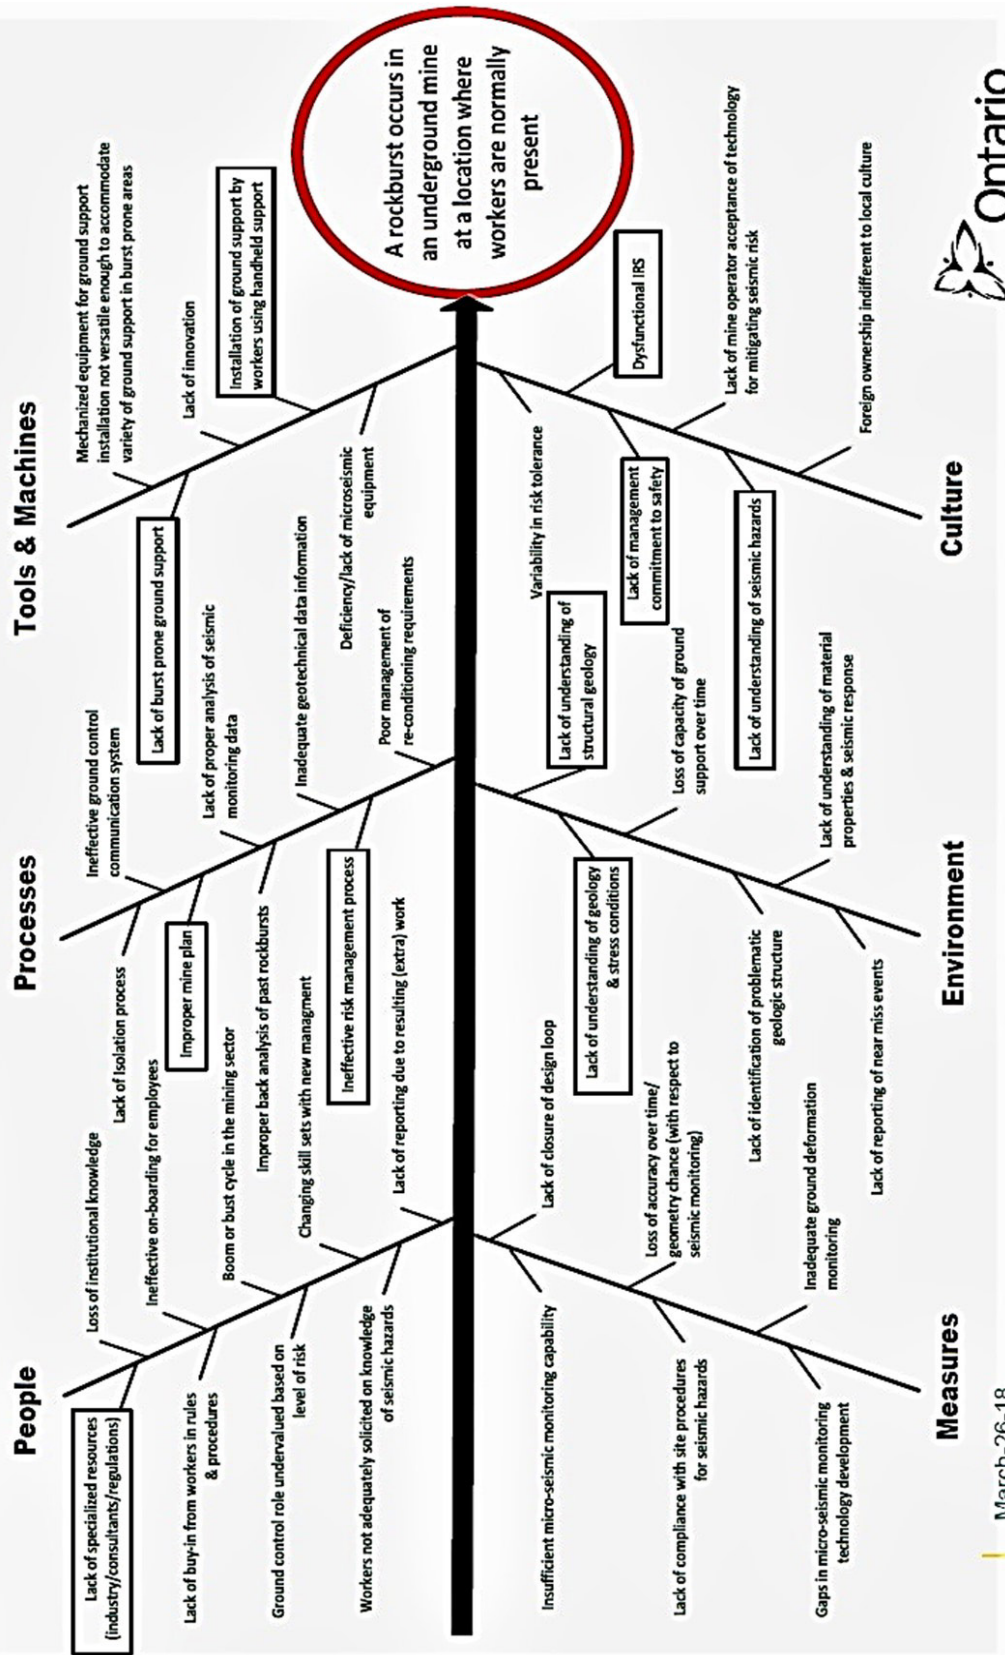 People
Processes
Tools & Machines
Loss of institutional knowledge
Lack of specialized resources
(industry/consultants/regulations)
Ineffective on-boarding for employees
Lack of buy-in from workers in rules
& procedures
Boom or bust cycle in the mining sector
Ground control role undervalued based on
level of risk
Changing skill sets with new managment
Workers not adequately solicited on knowledge
of seismic hazards
Lack of reporting due to resulting (extra) work
Ineffective ground control
communication system
Lack of Isolation process
Improper mine plan
Lack of proper analysis of seismic
monitoring data
Improper back analysis of past rockbursts
Inadequate geotechnical data information
Ineffective risk management process
Poor management of
re-conditioning requirements
Mechanized equipment for ground support
installation not versatile enough to accommodate
variety of ground support in burst prone areas
Lack of burst prone ground support
Lack of innovation
Installation of ground support by
workers using handheld support
Deficiency/lack of microseismic
equipment
A rockburst occurs in
an underground mine
at a location where
workers are normally
present
Lack of closure of design loop
Insufficient micro-seismic monitoring capability
Loss of accuracy over time/
geometry chance (with respect to
seismic monitoring)
Lack of compliance with site procedures
for seismic hazards
Inadequate ground deformation
monitoring
Gaps in micro-seismic monitoring
technology development
Lack of understanding of
structural geology
Lack of understanding of geology
& stress conditions
Loss of capacity of ground
support over time
Lack of identification of problematic
geologic structure
Lack of understanding of material
properties & seismic response
Lack of reporting of near miss events
Variability in risk tolerance
Dysfunctional IRS
Lack of management
commitment to safety
Lack of mine operator acceptance of technology
for mitigating seismic risk
Lack of understanding of seismic hazards
Foreign ownership indifferent to local culture
Measures
Environment
Culture
March-26-18
Ontario